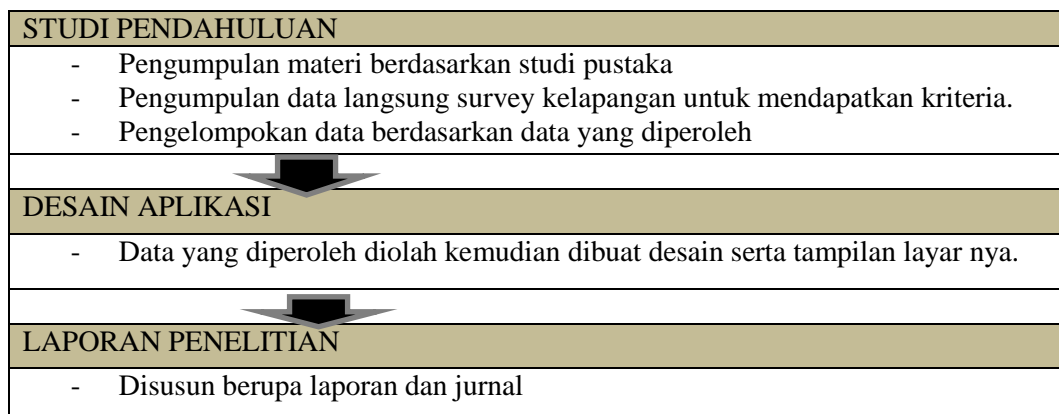 STUDI PENDAHULUAN
- Pengumpulan materi berdasarkan studi pustaka
- Pengumpulan data langsung survey kelapangan untuk mendapatkan kriteria.
- Pengelompokan data berdasarkan data yang diperoleh
DESAIN APLIKASI
- Data yang diperoleh diolah kemudian dibuat desain serta tampilan layar nya.
LAPORAN PENELITIAN
- Disusun berupa laporan dan jurnal